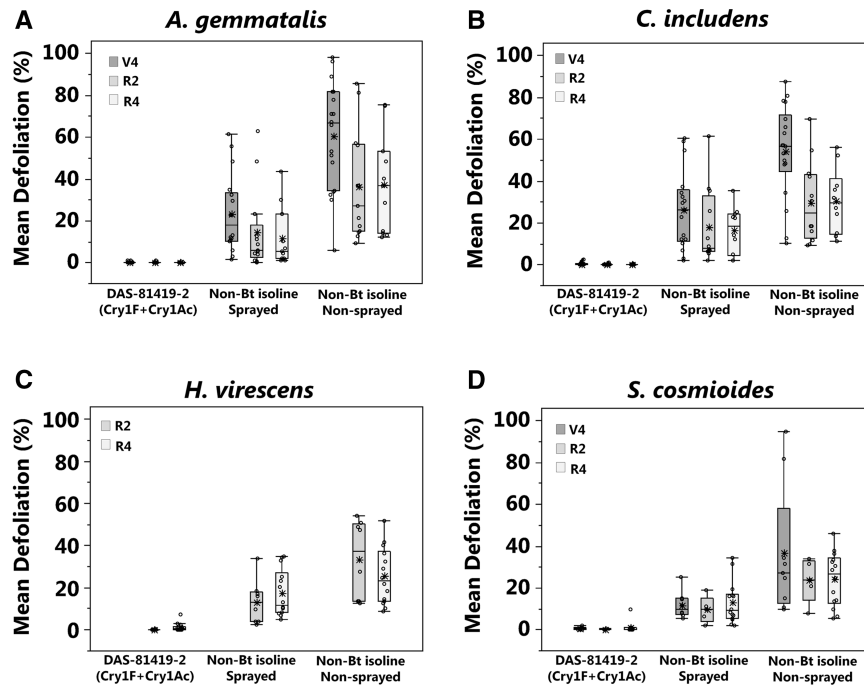 A
A. gemmatalis
Mean Defoliation (%)
100
80
60
40
20
0
V4
R2
R4
DAS-81419-2
(Cry1F+Cry1Ac)
Non-Bt isoline
Sprayed
Non-Bt isoline
Non-sprayed
B
C. includens
Mean Defoliation (%)
100
80
60
40
20
0
V4
R2
R4
DAS-81419-2
(Cry1F+Cry1Ac)
Non-Bt isoline
Sprayed
Non-Bt isoline
Non-sprayed
C
H. virescens
Mean Defoliation (%)
100
80
60
40
20
0
R2
R4
DAS-81419-2
(Cry1F+Cry1Ac)
Non-Bt isoline
Sprayed
Non-Bt isoline
Non-sprayed
D
S. cosmioides
Mean Defoliation (%)
100
80
60
40
20
0
V4
R2
R4
DAS-81419-2
(Cry1F+Cry1Ac)
Non-Bt isoline
Sprayed
Non-Bt isoline
Non-sprayed